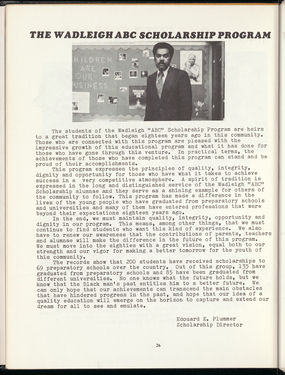 THE WADLEIGH ABC SCHOLARSHIP PROGRAM
CHILDREN
ARE
OUR
BUSINESS
The students of the Wadleigh "ABC" Scholarship Program are heirs
to a great tradition that began eighteen years ago in this community.
Those who are connected with this program are pleased with the
impressive growth of this educational program and what it has done for
those who have gone through this venture. In practical terms, the
achievements of those who have completed this program can stand and be
proud of their accomplishments.
This program expresses the principles of quality, integrity,
dignity and opportunity for those who have what it takes to achieve
success in a very competitive atmosphere. A spirit of tradition is
expressed in the long and distinguished service of the Wadleigh "ABC"
Scholarship alumnae and they serve as a shining example for others of
the community to follow. This program has made a difference in the
lives of the young people who have graduated from preparatory schools
and universities and many of them have entered professions that were
beyond their expectations eighteen years ago.
In the end, we must maintain quality, integrity, opportunity and
dignity in our program. This means, among other things, that we must
continue to find students who want this kind of experience. We also
have to renew our awareness that the contributions of parents, teachers
and alumnae will make the difference in the future of this program.
We must move into the eighties with a great vision, equal both to our
strength and our vigor for making a better tomorrow for the youth of
this community.
The records show that 200 students have received scholarships to
69 preparatory schools over the country. Out of this group, 135 have
graduated from preparatory schools and 85 have been graduated from
different universities. No one knows what the future holds, but we
know that the Black man's past entitles him to a better future. We
can only hope that our achievements can transcend the main obstacles
that have hindered progress in the past, and hope that our idea of a
quality education will emerge on the horizon to capture and extend our
dream for all to see and emulate.
Edouard E. Plummer
Scholarship Director